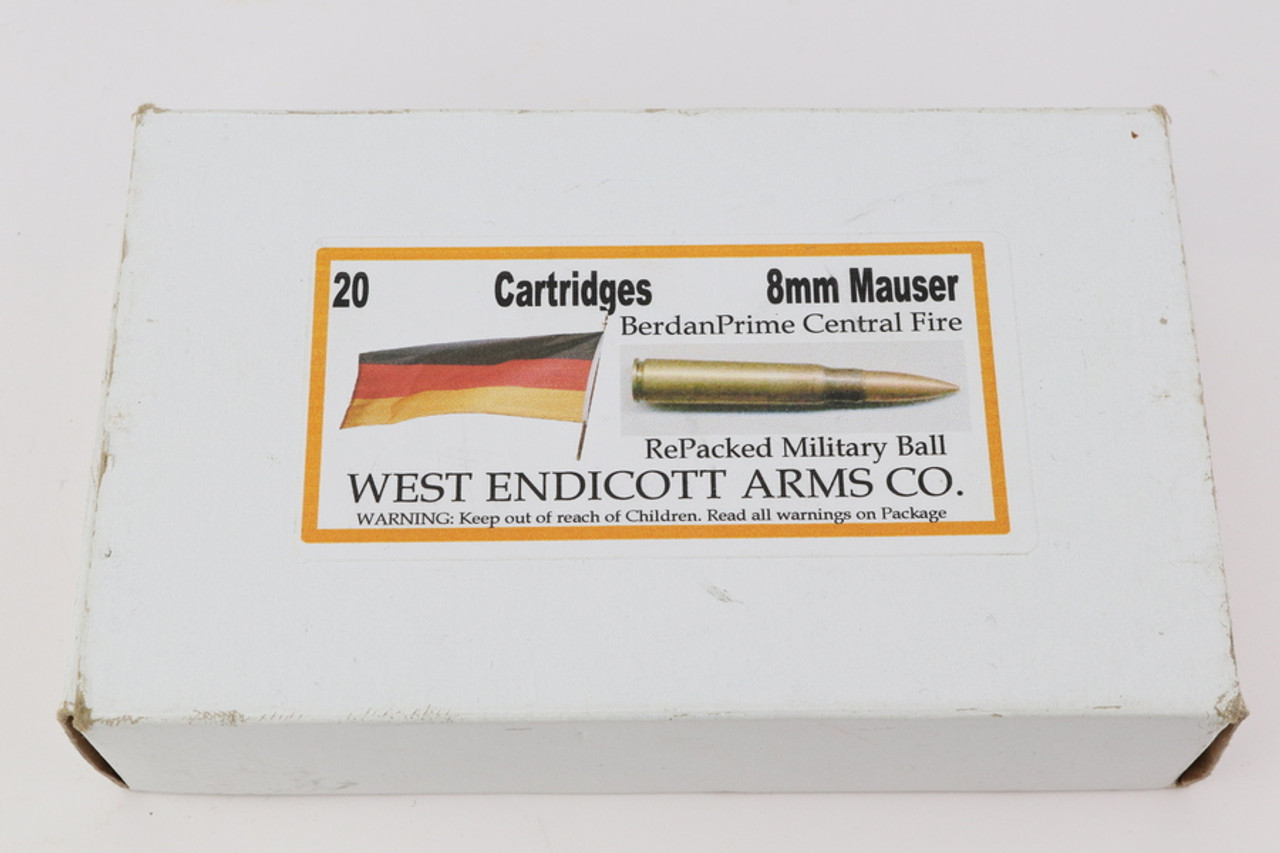 20 Cartridges 8mm Mauser
BerdanPrime Central Fire
RePacked Military Ball
WEST ENDICOTT ARMS CO.
WARNING: Keep out of reach of Children. Read all warnings on Package